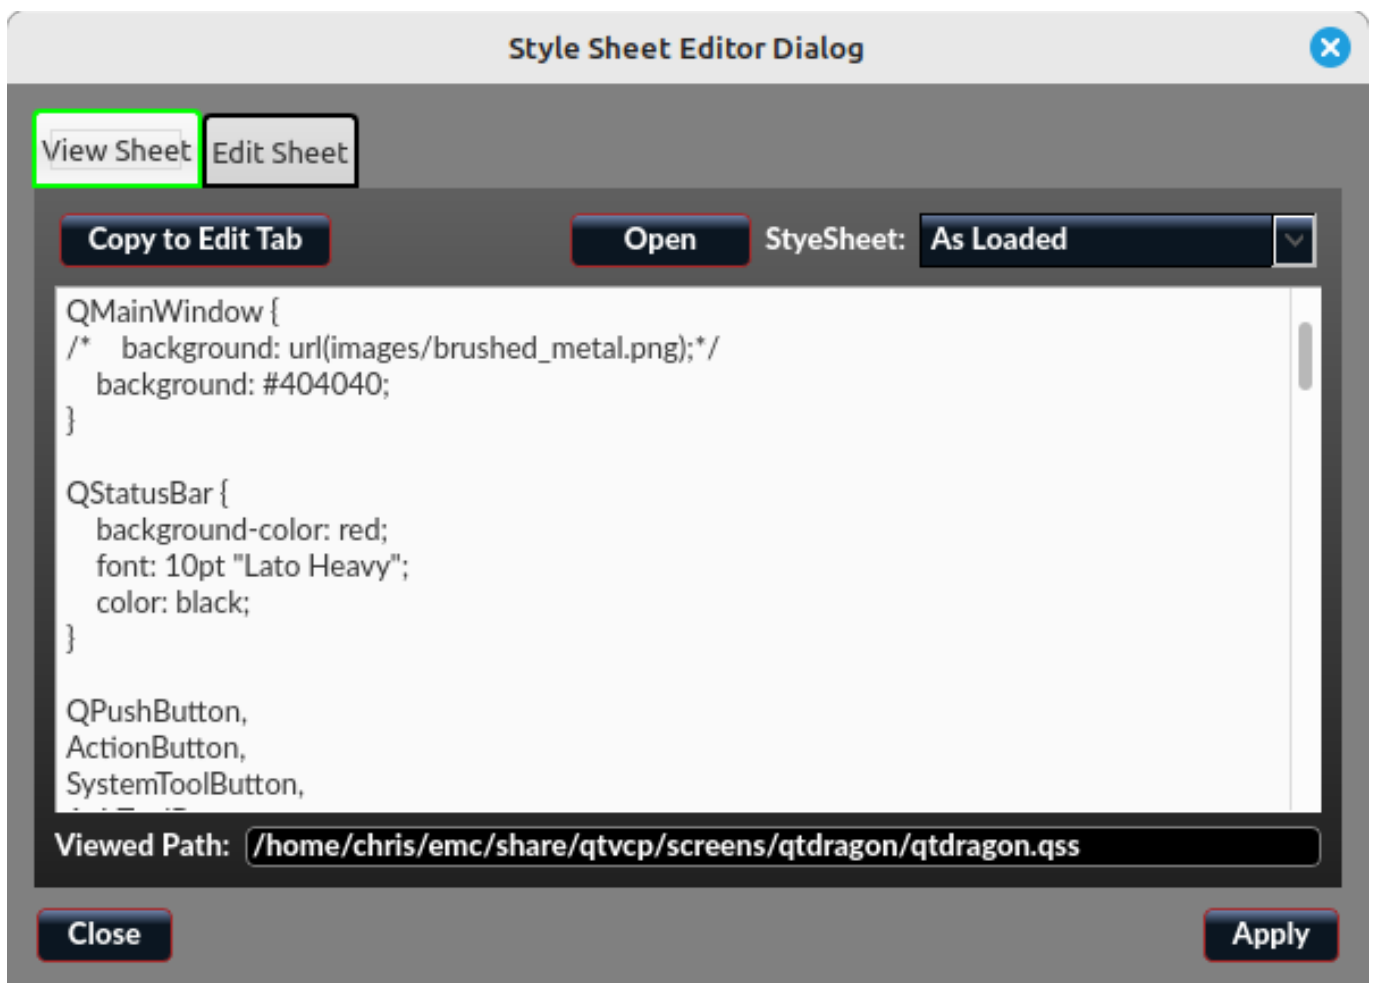 Style Sheet Editor Dialog
View Sheet Edit Sheet
Copy to Edit Tab Open StyeSheet: As Loaded
QMainWindow {
/*    background: url(images/brushed_metal.png);*/
    background: #404040;
}
QStatusBar {
    background-color: red;
    font: 10pt "Lato Heavy";
    color: black;
}
QPushButton,
ActionButton,
SystemToolButton,
Viewed Path: /home/chris/emc/share/qtvcp/screens/qtdragon/qtdragon.qss
Close Apply